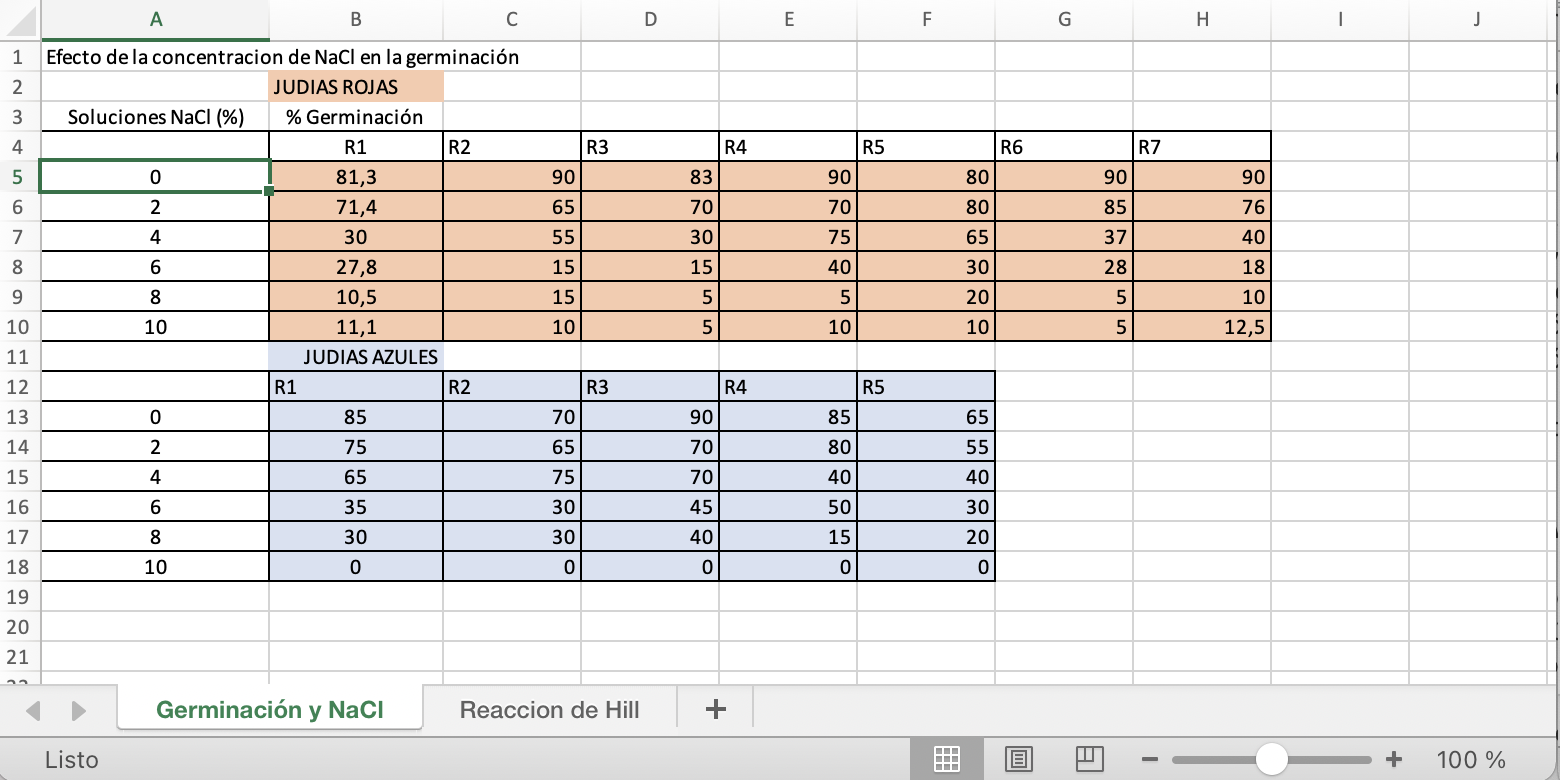 A B C D E F G H I J
1 Efecto de la concentracion de NaCl en la germinación
2 JUDIAS ROJAS
3 Soluciones NaCl (%) % Germinación
4 R1 R2 R3 R4 R5 R6 R7
5 0 81,3 90 83 90 80 90 90
6 2 71,4 65 70 70 80 85 76
7 4 30 55 30 75 65 37 40
8 6 27,8 15 15 40 30 28 18
9 8 10,5 15 5 5 20 5 10
10 10 11,1 10 5 10 10 5 12,5
11 JUDIAS AZULES
12 R1 R2 R3 R4 R5
13 0 85 70 90 85 65
14 2 75 65 70 80 55
15 4 65 75 70 40 40
16 6 35 30 45 50 30
17 8 30 30 40 15 20
18 10 0 0 0 0 0
19
20
21
Germinación y NaCl Reaccion de Hill +
Listo 100 %